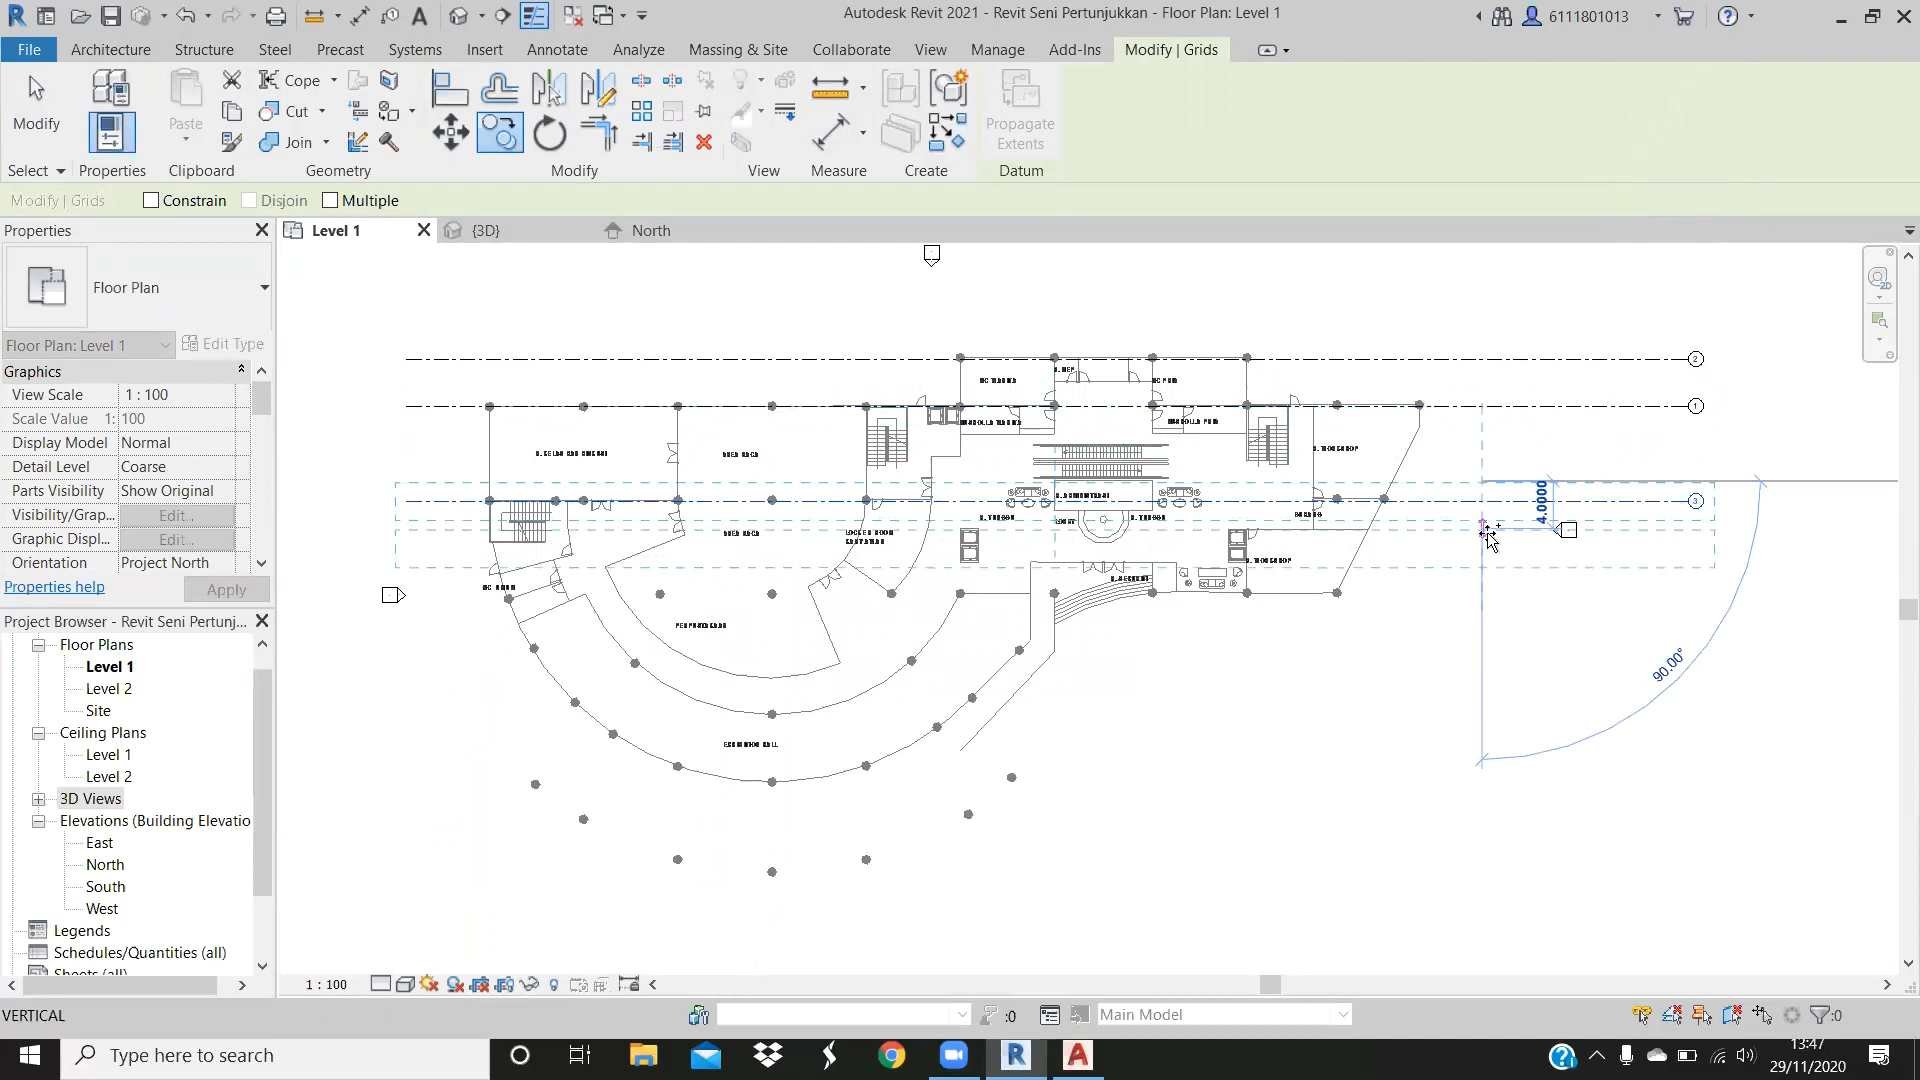 Autodesk Revit 2021 - Revit Seni Pertunjukkan - Floor Plan: Level 1
6111801013
File Architecture Structure Steel Precast Systems Insert Annotate Analyze Massing & Site Collaborate View Manage Add-Ins Modify | Grids
Modify
Paste
Cope
Cut
Join
Propagate
Extents
Select Properties Clipboard Geometry Modify View Measure Create Datum
Modify | Grids Constrain Disjoin Multiple
Properties
Level 1 {3D} North
Floor Plan
Floor Plan: Level 1 Edit Type
Graphics
View Scale 1 : 100
Scale Value 1: 100
Display Model Normal
Detail Level Coarse
Parts Visibility Show Original
Visibility/Grap... Edit...
Graphic Displ... Edit...
Orientation Project North
Properties help Apply
Project Browser - Revit Seni Pertunj...
Floor Plans
Level 1
Level 2
Site
Ceiling Plans
Level 1
Level 2
3D Views
Elevations (Building Elevatio
East
North
South
West
Legends
Schedules/Quantities (all)
Sheets (all)
2
1
3
4.0000
90.00°
1 : 100
VERTICAL
:0
Main Model
:0
Type here to search
13:47
29/11/2020